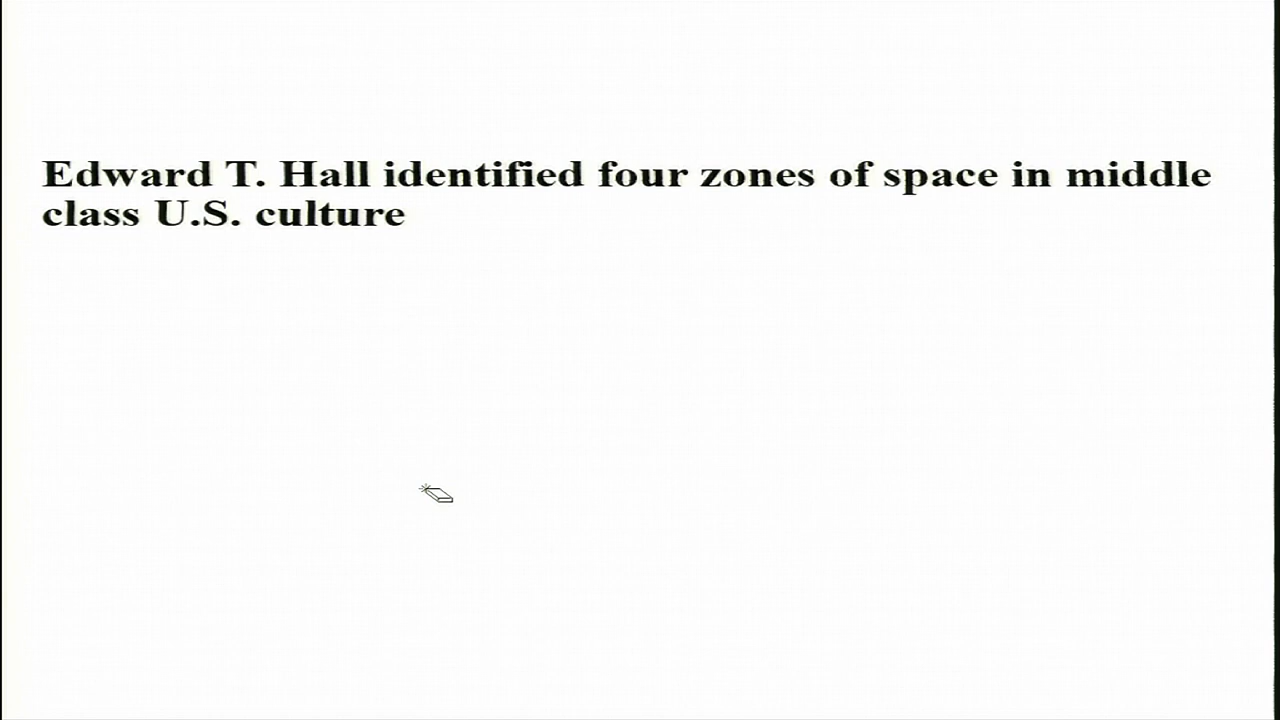 Edward T. Hall identified four zones of space in middle
class U.S. culture